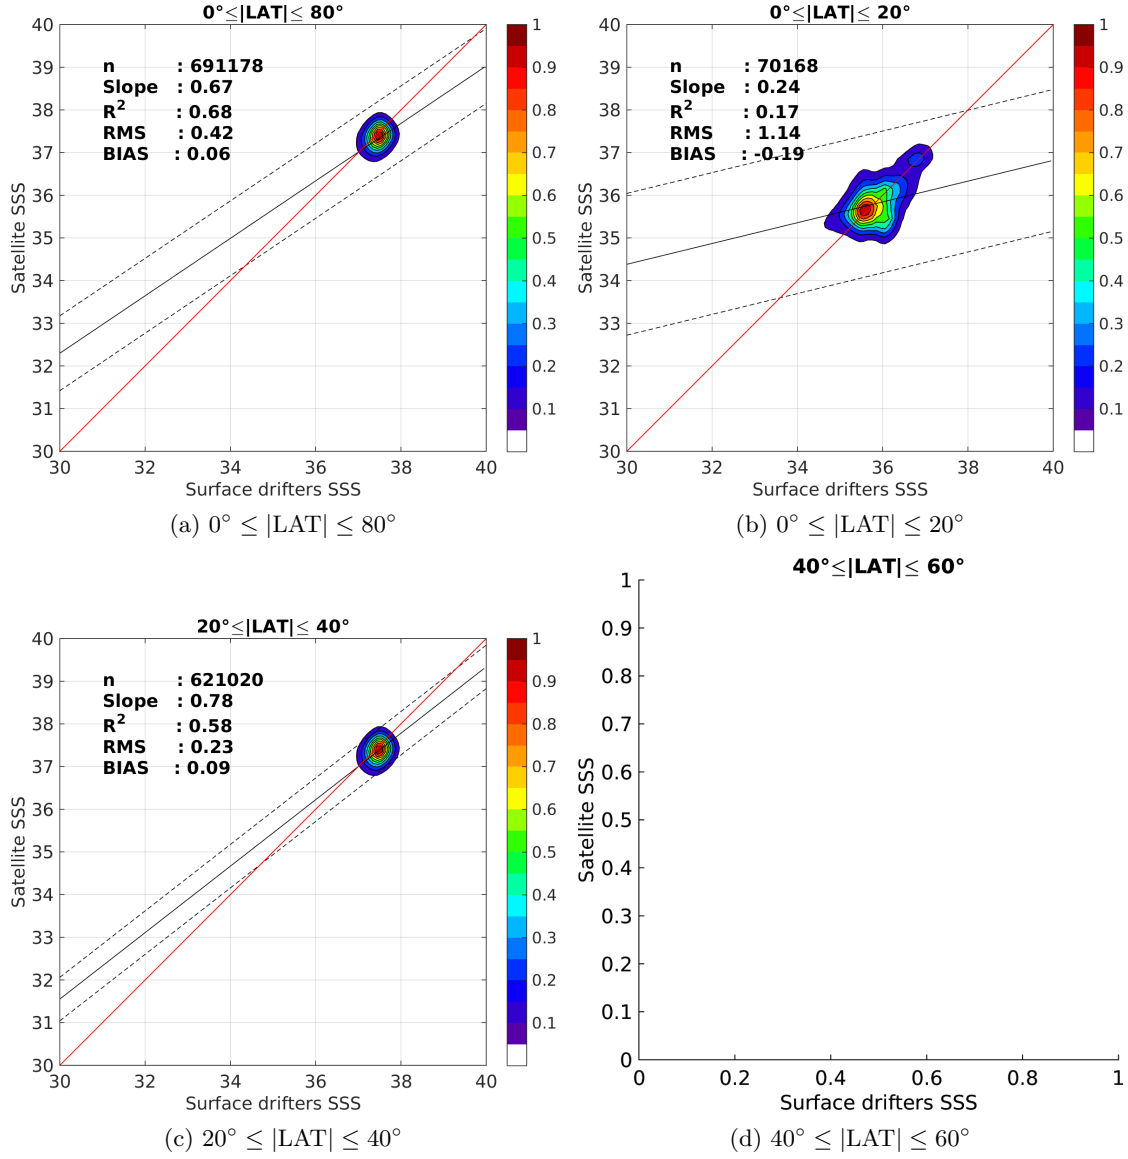 0°≤|LAT|≤ 80°
40
39
38
37
36
35
34
33
32
31
30
30 32 34 36 38 40
Satellite SSS
Surface drifters SSS
n : 691178
Slope : 0.67
R2 : 0.68
RMS : 0.42
BIAS : 0.06
1
0.9
0.8
0.7
0.6
0.5
0.4
0.3
0.2
0.1
(a) 0° ≤ |LAT| ≤ 80°
0°≤|LAT|≤ 20°
40
39
38
37
36
35
34
33
32
31
30
30 32 34 36 38 40
Satellite SSS
Surface drifters SSS
n : 70168
Slope : 0.24
R2 : 0.17
RMS : 1.14
BIAS : -0.19
1
0.9
0.8
0.7
0.6
0.5
0.4
0.3
0.2
0.1
(b) 0° ≤ |LAT| ≤ 20°
20°≤|LAT|≤ 40°
40
39
38
37
36
35
34
33
32
31
30
30 32 34 36 38 40
Satellite SSS
Surface drifters SSS
n : 621020
Slope : 0.78
R2 : 0.58
RMS : 0.23
BIAS : 0.09
1
0.9
0.8
0.7
0.6
0.5
0.4
0.3
0.2
0.1
(c) 20° ≤ |LAT| ≤ 40°
40°≤|LAT|≤ 60°
1
0.9
0.8
0.7
0.6
0.5
0.4
0.3
0.2
0.1
0
0 0.2 0.4 0.6 0.8 1
Satellite SSS
Surface drifters SSS
(d) 40° ≤ |LAT| ≤ 60°